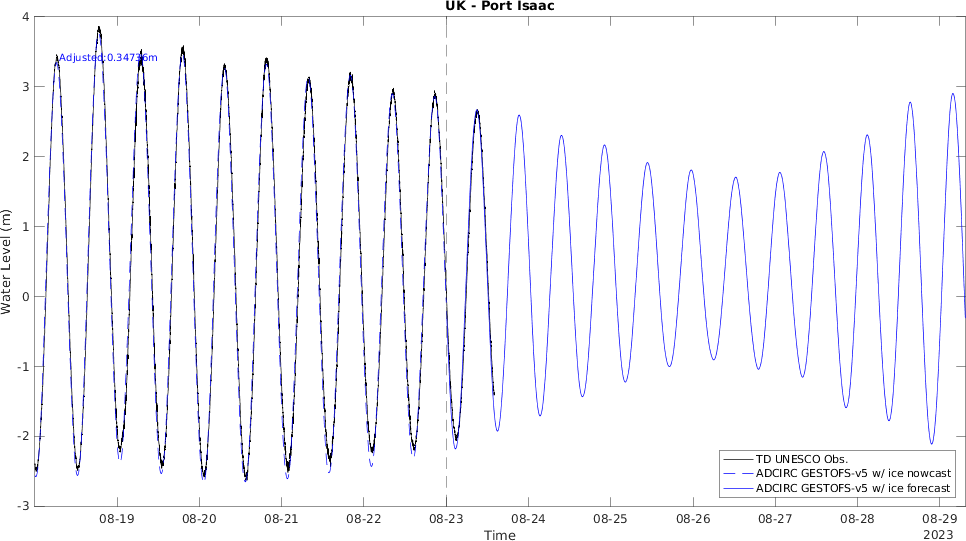 UK - Port Isaac
Adjusted:0.34736m
Water Level (m)
4
3
2
1
0
-1
-2
-3
08-19 08-20 08-21 08-22 08-23 08-24 08-25 08-26 08-27 08-28 08-29
2023
Time
TD UNESCO Obs.
ADCIRC GESTOFS-v5 w/ ice nowcast
ADCIRC GESTOFS-v5 w/ ice forecast